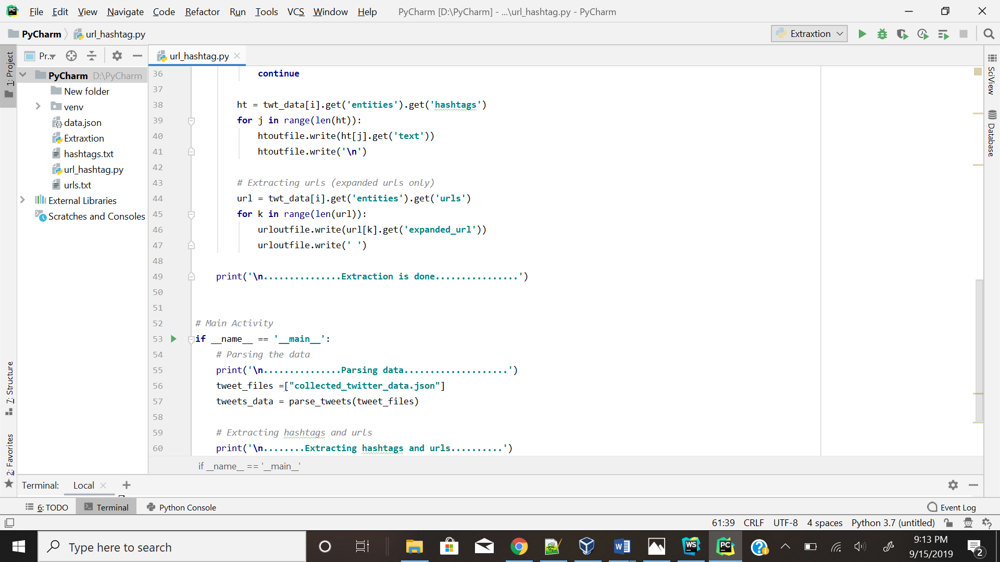 File Edit View Navigate Code Refactor Run Tools VCS Window Help PyCharm [D:\PyCharm] - ...\url_hashtag.py - PyCharm
PyCharm url_hashtag.py Extraxtion
1: Project Pr... url_hashtag.py
PyCharm D:\PyCharm
New folder
venv
data.json
Extraxtion
hashtags.txt
url_hashtag.py
urls.txt
External Libraries
Scratches and Consoles
36 continue
37
38 ht = twt_data[i].get('entities').get('hashtags')
39 for j in range(len(ht)):
40 htoutfile.write(ht[j].get('text'))
41 htoutfile.write('\n')
42
43 # Extracting urls (expanded urls only)
44 url = twt_data[i].get('entities').get('urls')
45 for k in range(len(url)):
46 urloutfile.write(url[k].get('expanded_url'))
47 urloutfile.write(' ')
48
49 print('\n...............Extraction is done................')
50
51
52 # Main Activity
53 if __name__ == '__main__':
54 # Parsing the data
55 print('\n...............Parsing data....................')
56 tweet_files =["collected_twitter_data.json"]
57 tweets_data = parse_tweets(tweet_files)
58
59 # Extracting hashtags and urls
60 print('\n........Extracting hashtags and urls..........')
if __name__ == '__main__'
SciView
Database
7: Structure
2: Favorites
Terminal: Local
6: TODO Terminal Python Console Event Log
61:39 CRLF UTF-8 4 spaces Python 3.7 (untitled)
Type here to search
9:13 PM
9/15/2019
2